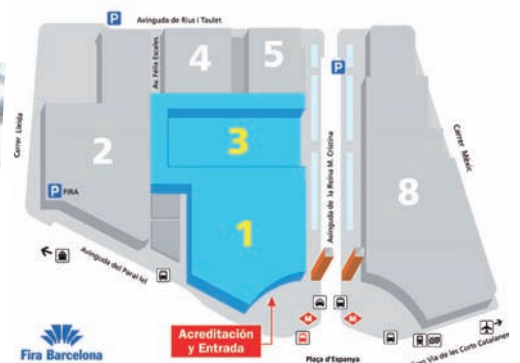 P
Avinguda de Rius i Taulet
Av. Fèlix Escales
4
5
P
Carrer Lleida
2
3
Avinguda de la Reina M. Cristina
Carrer Mèxic
8
P FIRA
1
Avinguda del Paral·lel
Acreditación
y Entrada
M
M
Plaça d'Espanya
Gran Via de les Corts Catalanes
Fira Barcelona